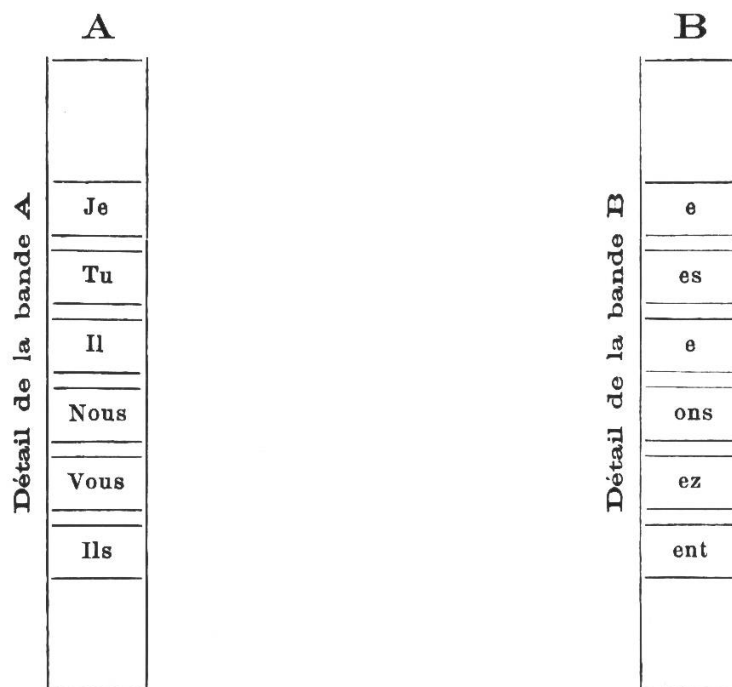 A
Détail de la bande A
Je
Tu
Il
Nous
Vous
Ils
B
Détail de la bande B
e
es
e
ons
ez
ent